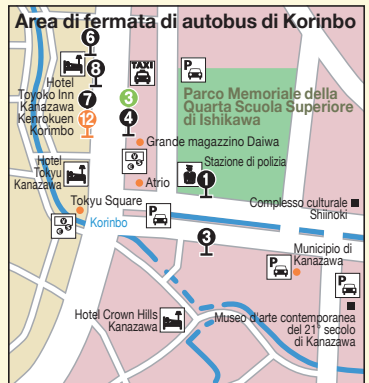 Area di fermata di autobus di Korinbo
6
TAXI
P
8
Hotel
Toyoko Inn
Kanazawa
Kenrokuen
Korimbo
7
12
3
4
Parco Memoriale della
Quarta Scuola Superiore
di Ishikawa
Grande magazzino Daiwa
Stazione di polizia
Hotel
Tokyu
Kanazawa
Atrio
1
Complesso culturale
Shiinoki
Tokyu Square
Korinbo
P
3
Municipio di
Kanazawa
P
P
Hotel Crown Hills
Kanazawa
Museo d'arte contemporanea
del 21° secolo
di Kanazawa